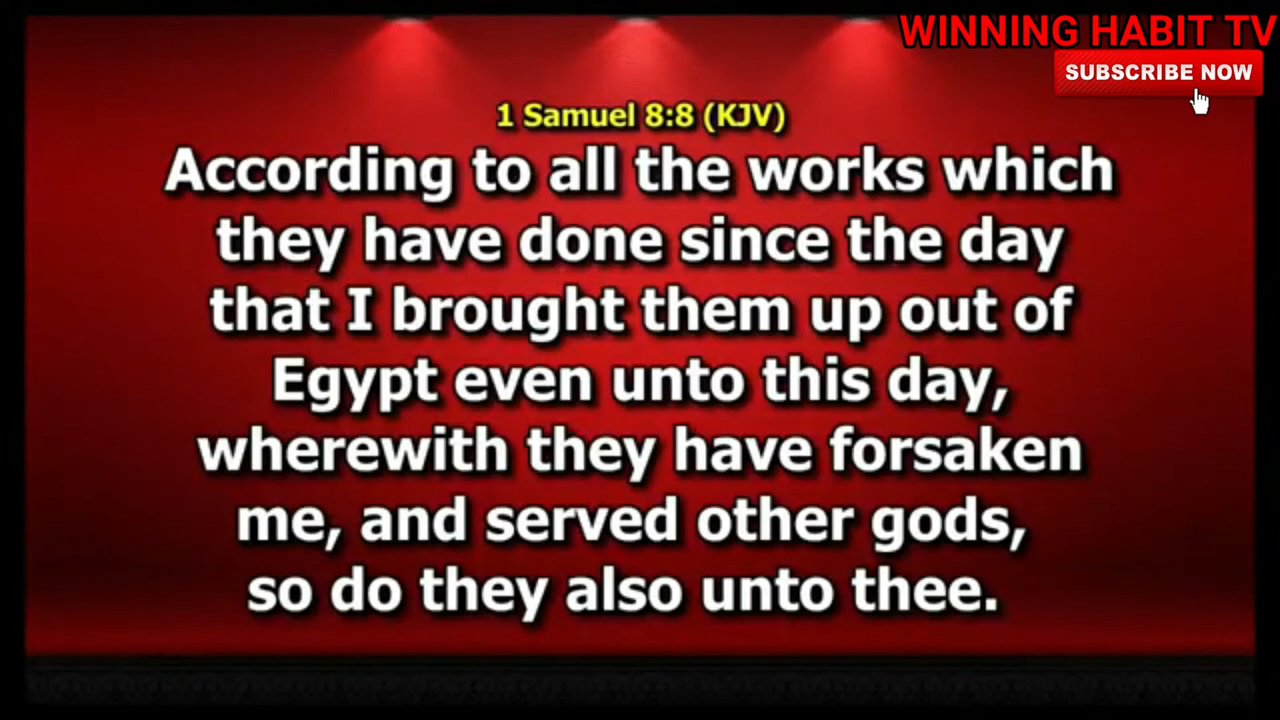 WINNING HABIT TV
SUBSCRIBE NOW
1 Samuel 8:8 (KJV)
According to all the works which
they have done since the day
that I brought them up out of
Egypt even unto this day,
wherewith they have forsaken
me, and served other gods,
so do they also unto thee.